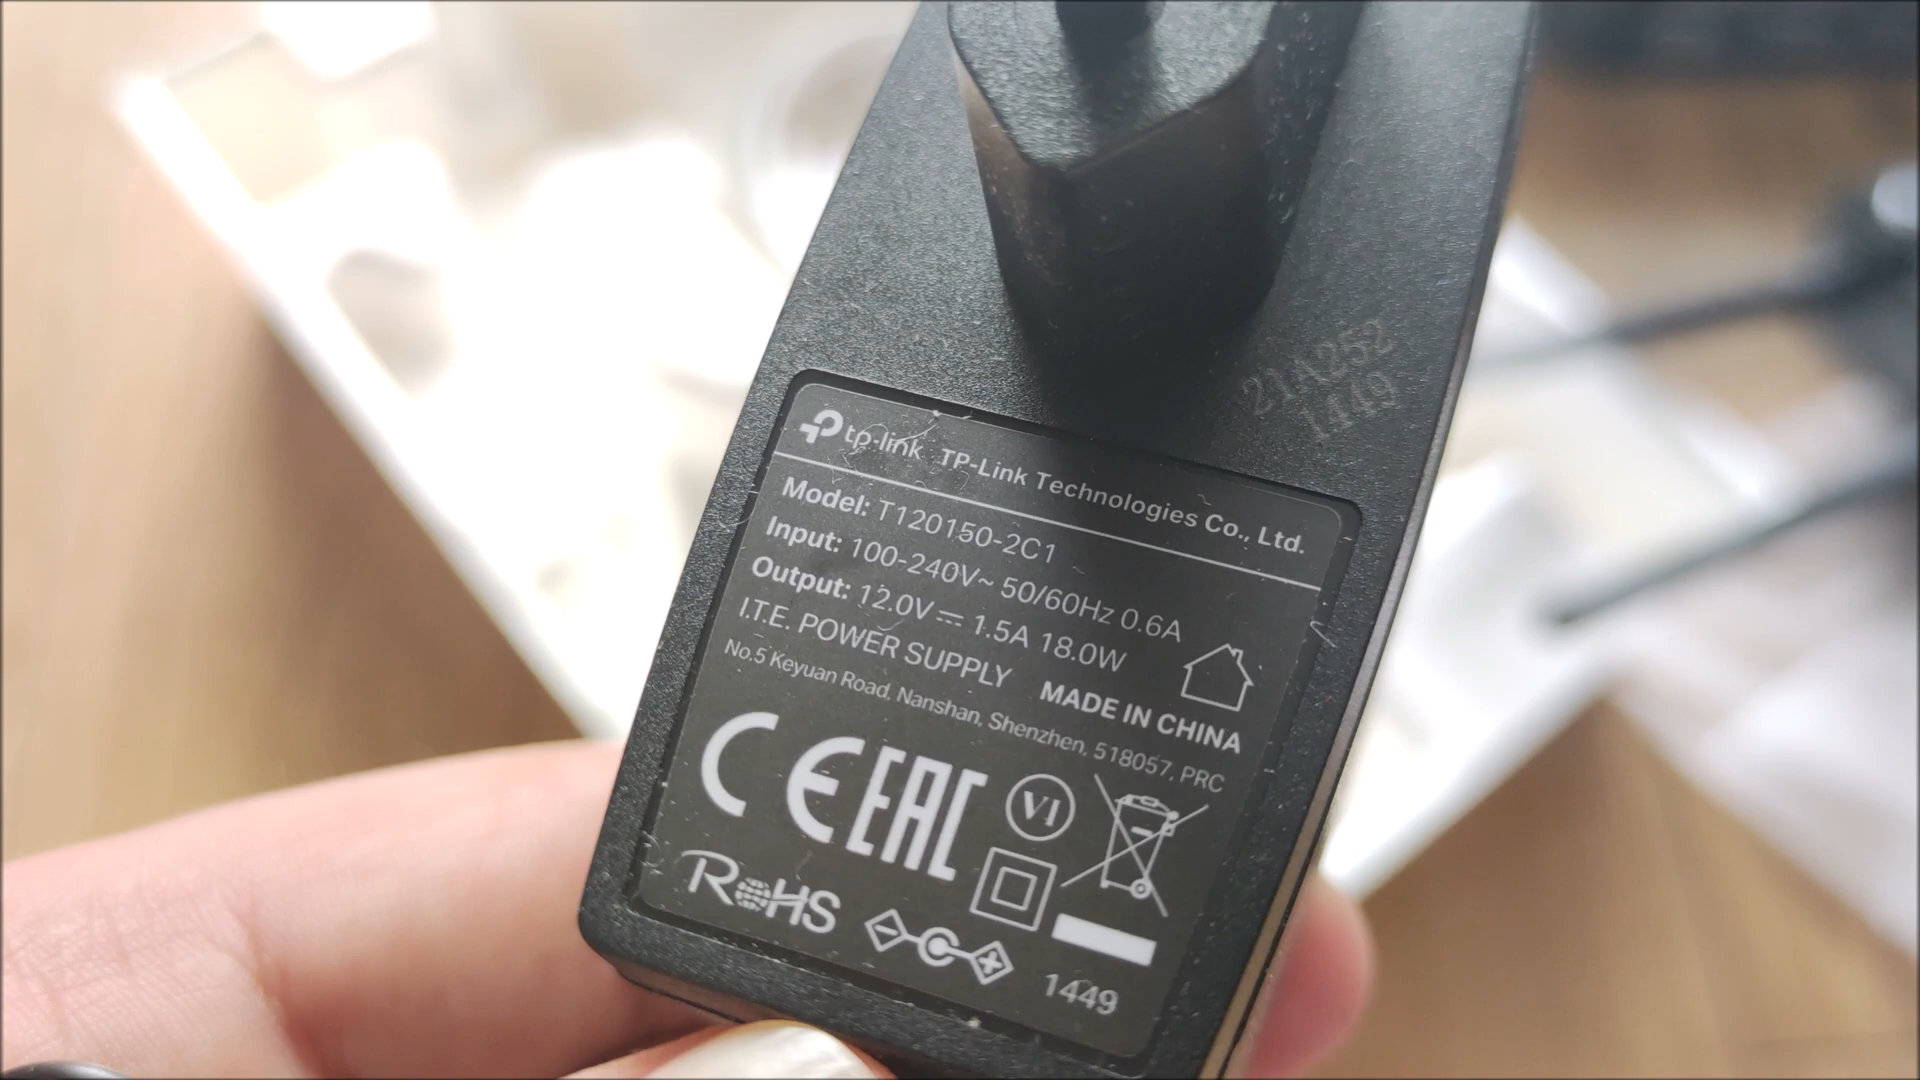 21A252
1449
tp-link TP-Link Technologies Co., Ltd.
Model: T120150-2C1
Input: 100-240V~ 50/60Hz 0.6A
Output: 12.0V ⎓ 1.5A 18.0W
I.T.E. POWER SUPPLY MADE IN CHINA
No.5 Keyuan Road, Nanshan, Shenzhen, 518057, PRC
CE EAC VI
RoHS
1449